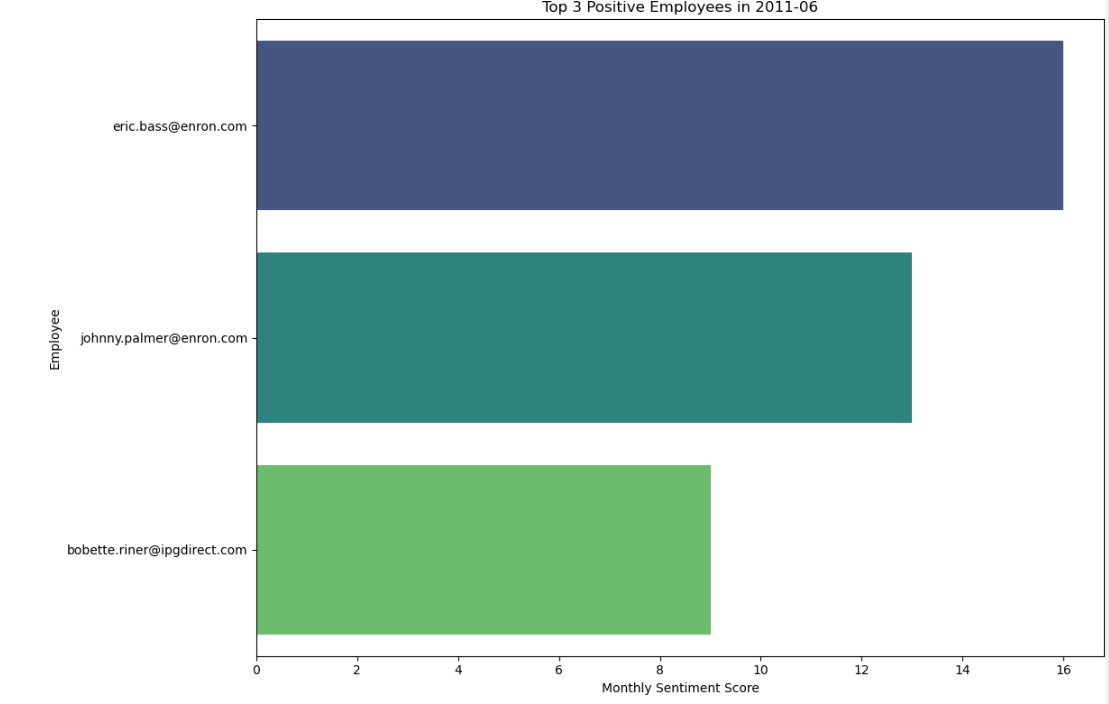 Top 3 Positive Employees in 2011-06
Employee
eric.bass@enron.com
johnny.palmer@enron.com
bobette.riner@ipgdirect.com
0 2 4 6 8 10 12 14 16
Monthly Sentiment Score